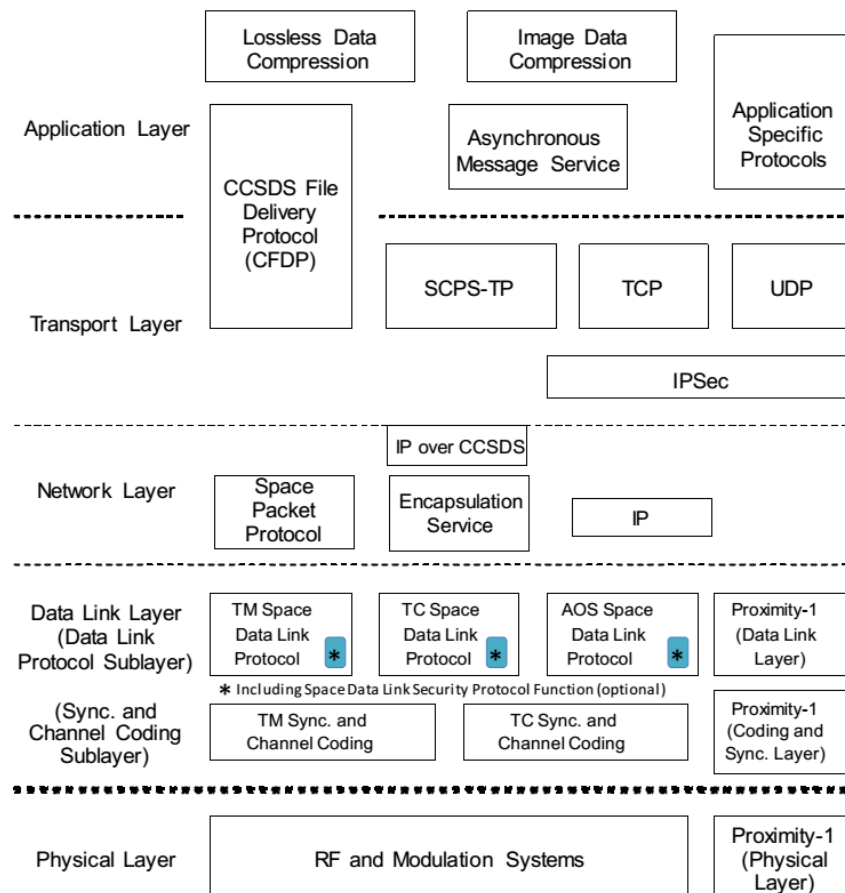 Lossless Data
Compression
Image Data
Compression
Application Layer
CCSDS File
Delivery
Protocol
(CFDP)
Asynchronous
Message Service
Application
Specific
Protocols
Transport Layer
SCPS-TP
TCP
UDP
IPSec
Network Layer
IP over CCSDS
Space
Packet
Protocol
Encapsulation
Service
IP
Data Link Layer
(Data Link
Protocol Sublayer)
TM Space
Data Link
Protocol *
TC Space
Data Link
Protocol *
AOS Space
Data Link
Protocol *
Proximity-1
(Data Link
Layer)
* Including Space Data Link Security Protocol Function (optional)
(Sync. and
Channel Coding
Sublayer)
TM Sync. and
Channel Coding
TC Sync. and
Channel Coding
Proximity-1
(Coding and
Sync. Layer)
Physical Layer
RF and Modulation Systems
Proximity-1
(Physical
Layer)